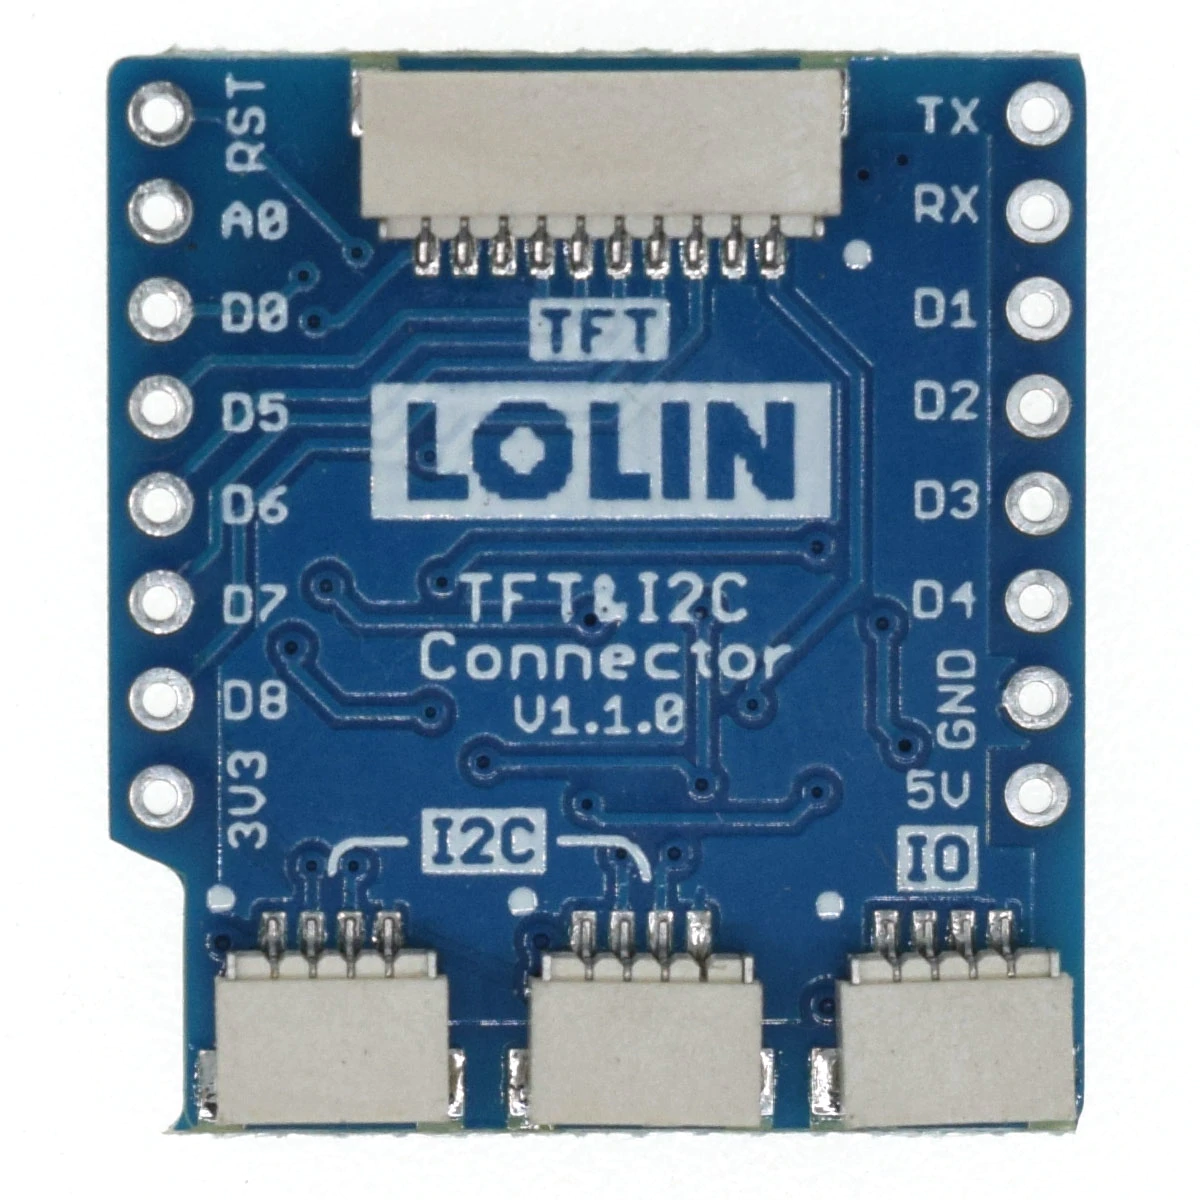 RST
A0
D0
D5
D6
D7
D8
3V3
TX
RX
D1
D2
D3
D4
GND
5V
TFT
LOLIN
TFT&I2C
Connector
V1.1.0
I2C
IO